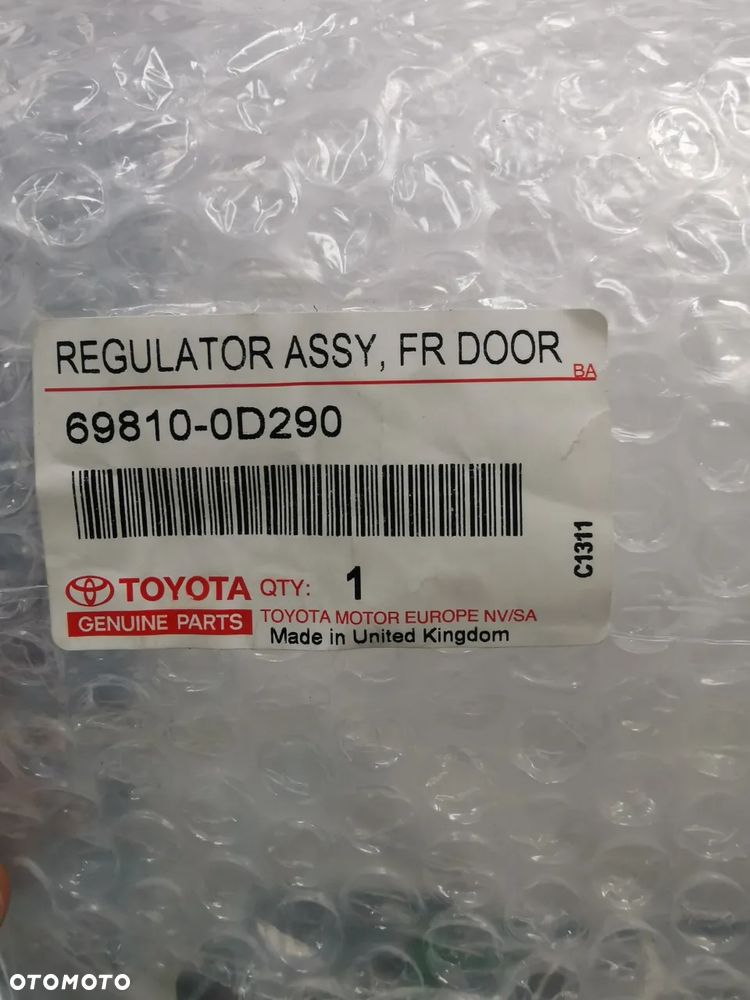 REGULATOR ASSY, FR DOOR
BA
69810-0D290
C1311
TOYOTA QTY: 1
GENUINE PARTS TOYOTA MOTOR EUROPE NV/SA
Made in United Kingdom
OTOMOTO
OTOMOTO